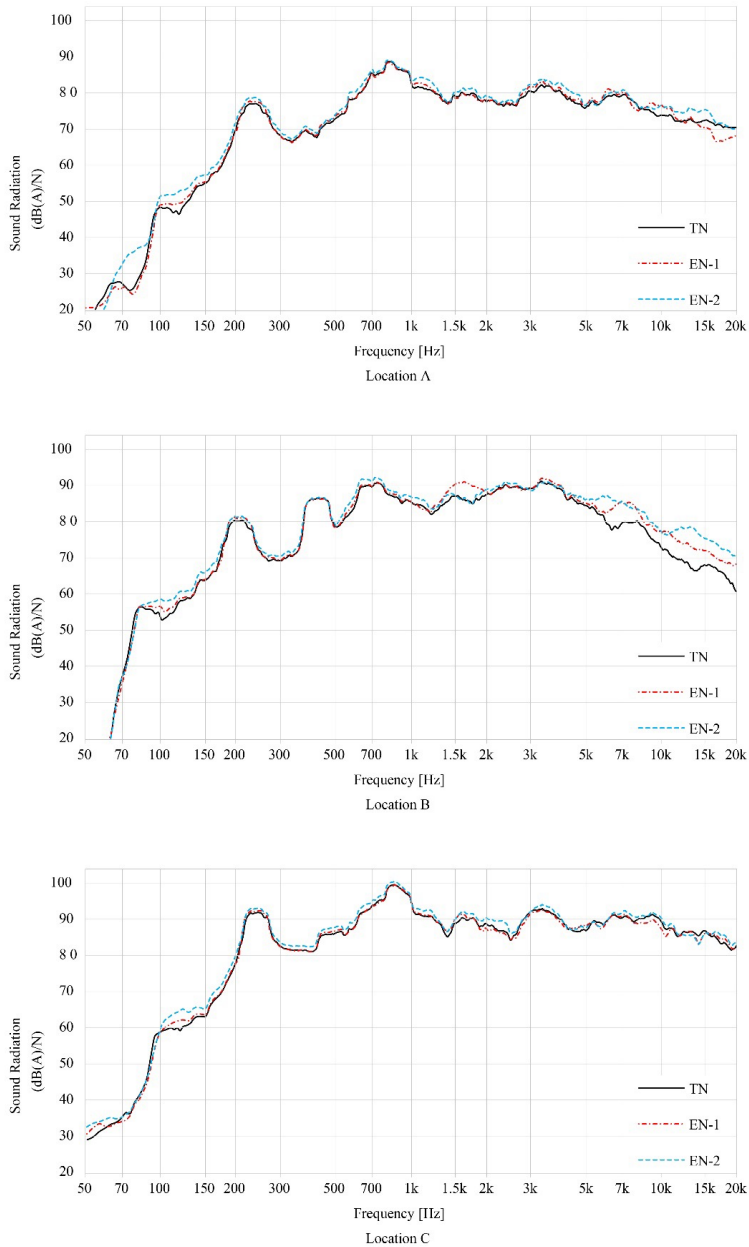 100
90
80
70
60
50
40
30
20
Sound Radiation
(dB(A)/N)
TN
EN-1
EN-2
50 70 100 150 200 300 500 700 1k 1.5k 2k 3k 5k 7k 10k 15k 20k
Frequency [Hz]
Location A
100
90
80
70
60
50
40
30
20
Sound Radiation
(dB(A)/N)
TN
EN-1
EN-2
50 70 100 150 200 300 500 700 1k 1.5k 2k 3k 5k 7k 10k 15k 20k
Frequency [Hz]
Location B
100
90
80
70
60
50
40
30
20
Sound Radiation
(dB(A)/N)
TN
EN-1
EN-2
50 70 100 150 200 300 500 700 1k 1.5k 2k 3k 5k 7k 10k 15k 20k
Frequency [Hz]
Location C